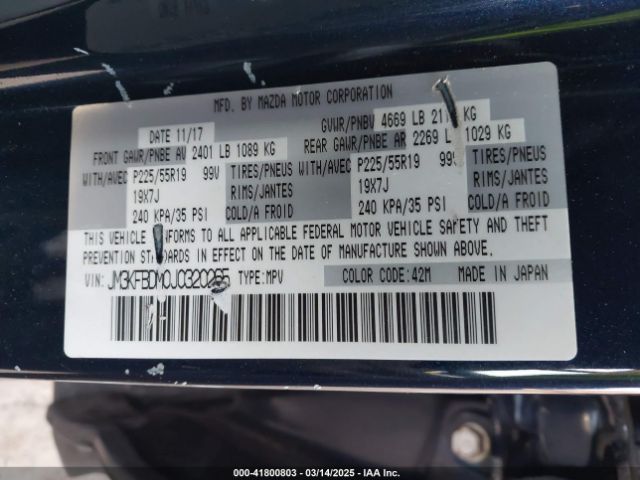 MFD. BY MAZDA MOTOR CORPORATION
DATE 11/17 GVWR/PNBV 4669 LB KG
FRONT GAWR/PNBE AV 2401 LB 1089 KG REAR GAWR/PNBE AR 2269 L 1029 KG
WITH/AVEC P225/55R19 99V TIRES/PNEUS WITH/AVEC P225/55R19 99 TIRES/PNEUS
19X7J RIMS/JANTES 19X7J RIMS/JANTES
240 KPA/35 PSI COLD/A FROID 240 KPA/35 PSI COLD/A FROID
THIS VEHICLE CONFORMS TO ALL APPLICABLE FEDERAL MOTOR VEHICLE SAFETY AND THEFT
PREVENTION STANDARDS IN EFFECT ON THE DATE OF MANUFACTURE SHOWN ABOVE.
VIN: JM3KFBDM0J0320265 TYPE:MPV COLOR CODE:42M MADE IN JAPAN
000-41800803 - 03/14/2025 - IAA Inc.